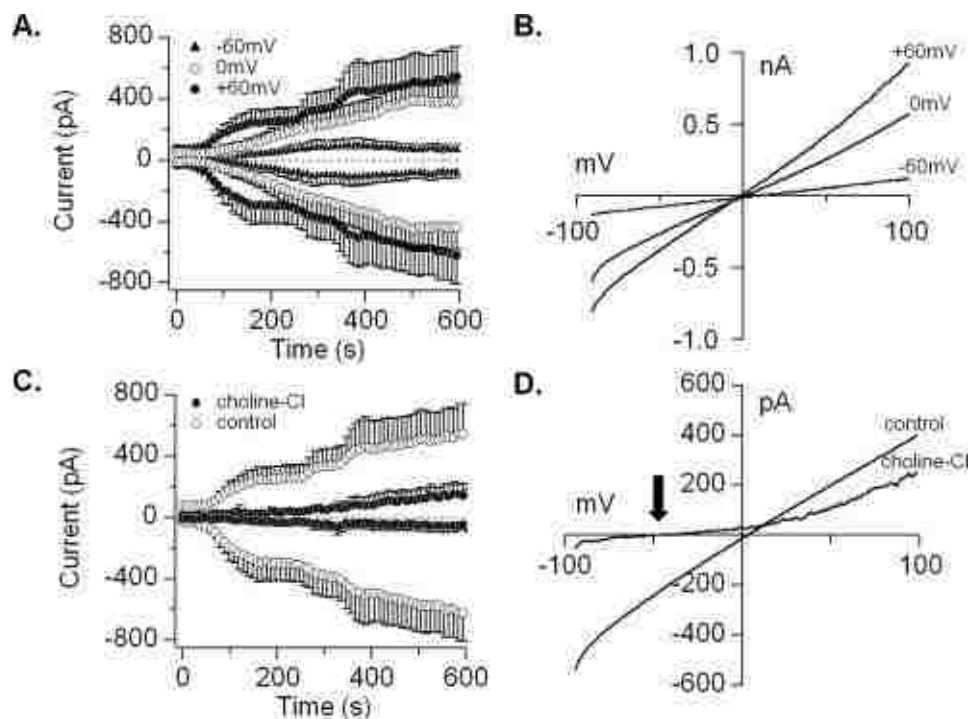 A.
800
400
0
-400
-800
Current (pA)
-60mV
0mV
+60mV
0
200
400
600
Time (s)
B.
1.0
nA
0.5
mV
-100
100
-0.5
-1.0
+60mV
0mV
-60mV
C.
800
400
0
-400
-800
Current (pA)
choline-Cl
control
0
200
400
600
Time (s)
D.
600
pA
400
200
mV
-100
100
-200
-400
-600
control
choline-Cl